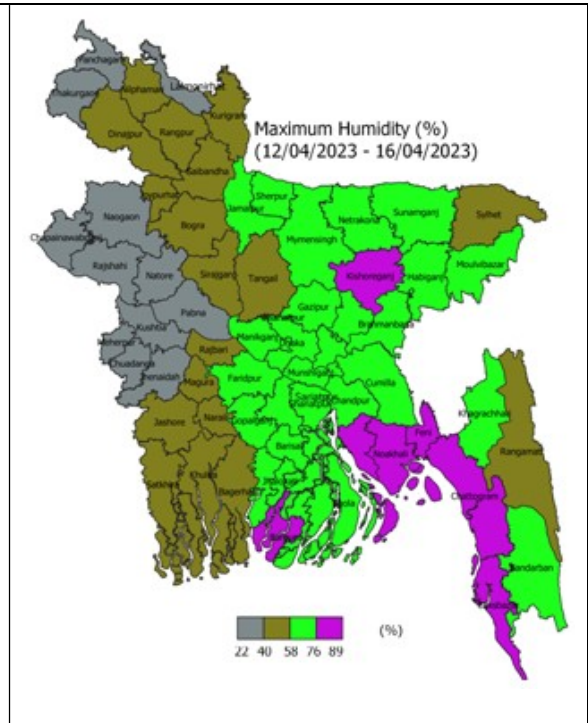 Panchagarh
Thakurgaon
Nilphamari
Lalmonirhat
Kurigram
Dinajpur
Rangpur
Maximum Humidity (%)
(12/04/2023 - 16/04/2023)
Gaibandha
Joypurhat
Naogaon
Bogra
Jamalpur
Sherpur
Netrakona
Sunamganj
Sylhet
Mymensingh
Rajshahi
Natore
Sirajganj
Tangail
Kishoreganj
Habiganj
Moulvibazar
Pabna
Gazipur
Kushtia
Meherpur
Manikganj
Dhaka
Chuadanga
Jhenaidah
Rajbari
Magura
Faridpur
Munshiganj
Cumilla
Jashore
Narail
Gopalganj
Chandpur
Khagrachhari
Barisal
Noakhali
Feni
Rangamati
Satkhira
Khulna
Bagerhat
Jhalokati
Bhola
Chattogram
Bandarban
(%)
22 40 58 76 89